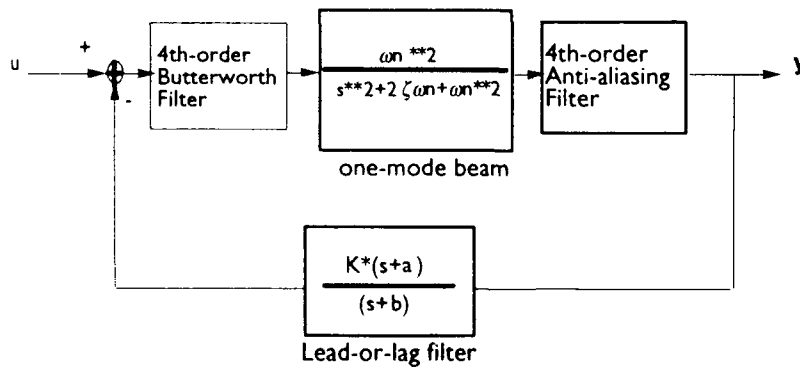 u
+
-
4th-order
Butterworth
Filter
ωn **2
s**2+2 ζωn+ωn**2
one-mode beam
4th-order
Anti-aliasing
Filter
y
K*(s+a)
(s+b)
Lead-or-lag filter